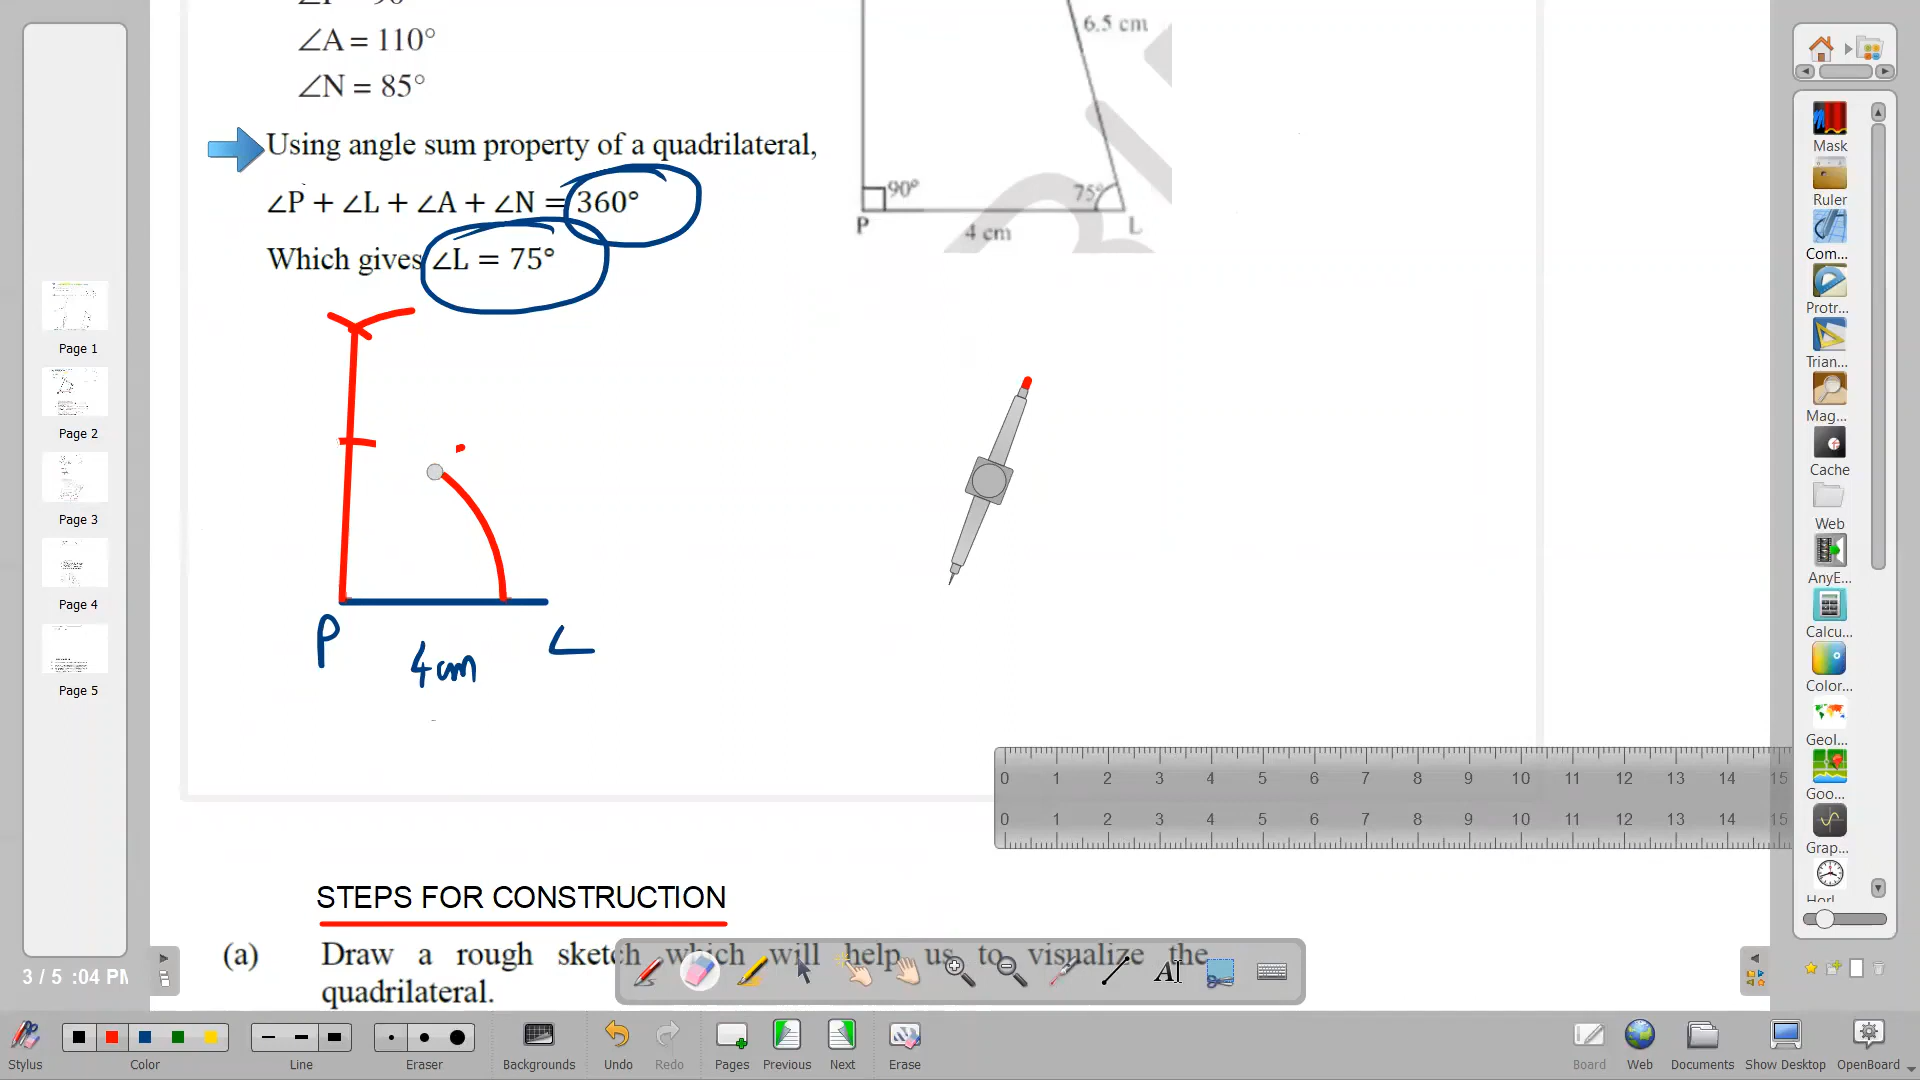 ∠A = 110°
6.5 cm
∠N = 85°
Using angle sum property of a quadrilateral,
∠P + ∠L + ∠A + ∠N = 360°
90°
75°
P
4 cm
L
Which gives ∠L = 75°
P
4 cm
L
0 1 2 3 4 5 6 7 8 9 10 11 12 13 14 15
0 1 2 3 4 5 6 7 8 9 10 11 12 13 14 15
STEPS FOR CONSTRUCTION
(a) Draw a rough sketch which will help us to visualize the
quadrilateral.
Page 1
Page 2
Page 3
Page 4
Page 5
3 / 5 :04 PM
Mask
Ruler
Com...
Protr...
Trian...
Mag...
Cache
Web
AnyE...
Calcu...
Color...
Geol...
Goo...
Grap...
Stylus
Color
Line
Eraser
Backgrounds
Undo
Redo
Pages
Previous
Next
Erase
Board
Web
Documents
Show Desktop
OpenBoard